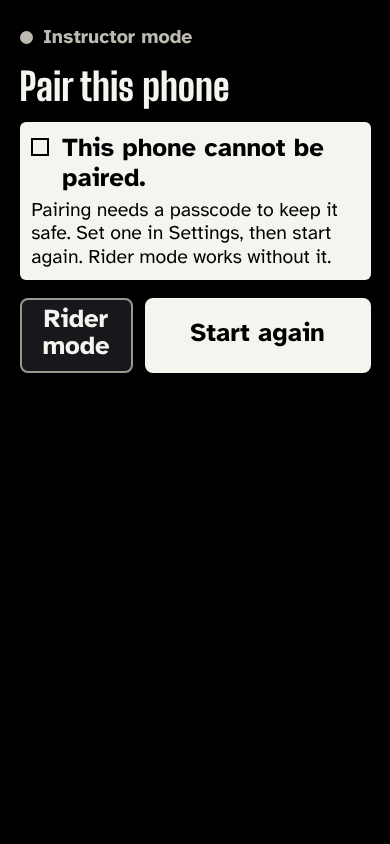 Instructor mode
Pair this phone
This phone cannot be
paired.
Pairing needs a passcode to keep it
safe. Set one in Settings, then start
again. Rider mode works without it.
Rider
mode
Start again